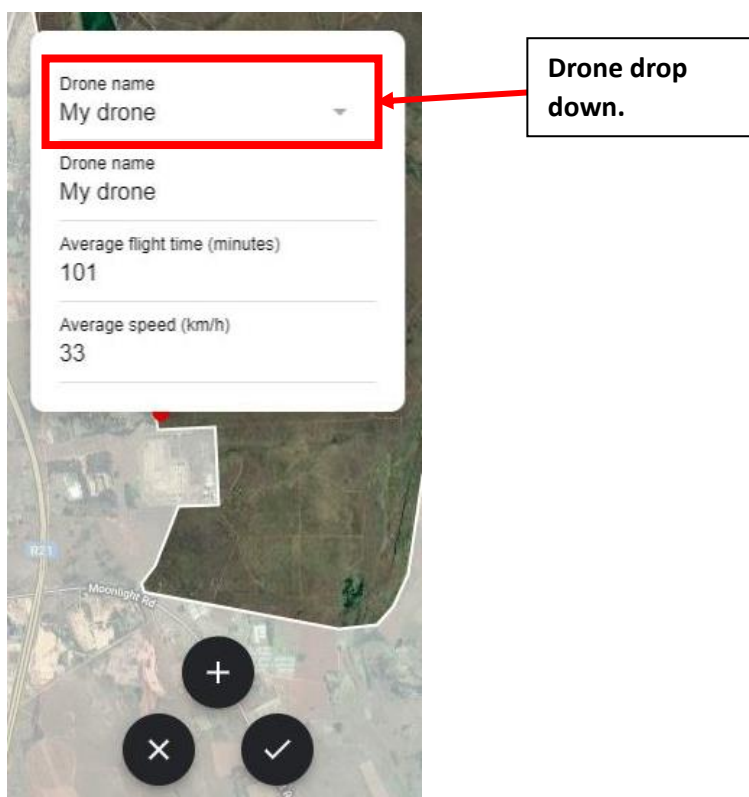 Drone name
My drone
Drone drop
down.
Drone name
My drone
Average flight time (minutes)
101
Average speed (km/h)
33
R21
Moonlight Rd